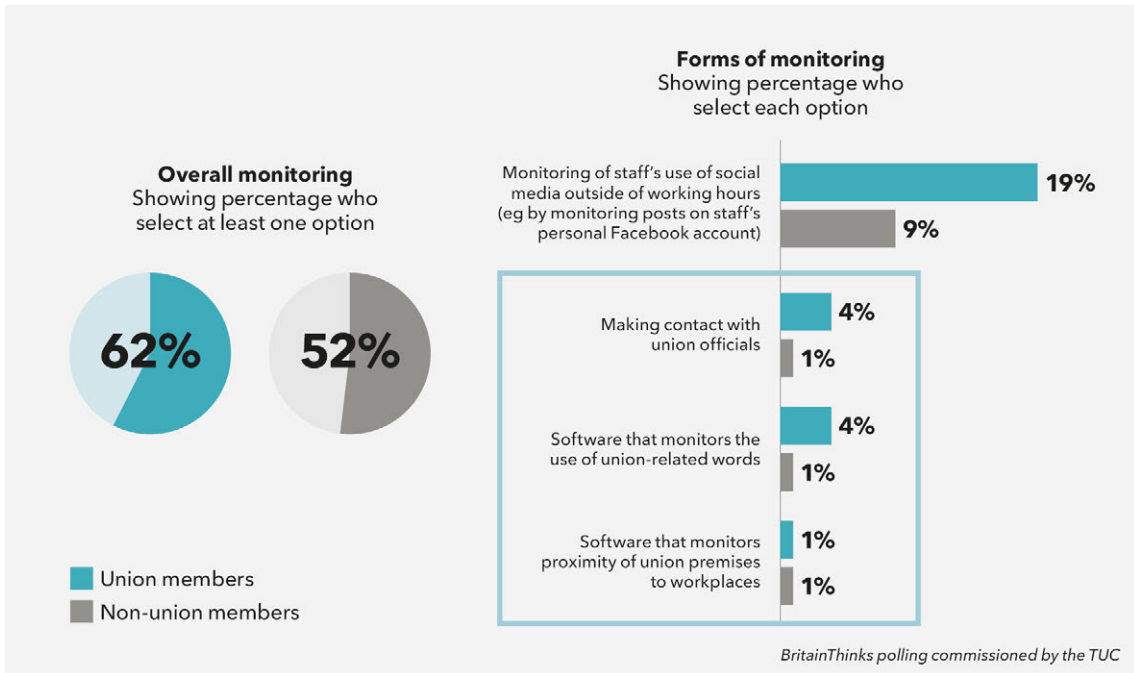 Overall monitoring
Showing percentage who
select at least one option
62%
52%
Union members
Non-union members
Forms of monitoring
Showing percentage who
select each option
Monitoring of staff’s use of social
media outside of working hours
(eg by monitoring posts on staff’s
personal Facebook account)
19%
9%
Making contact with
union officials
4%
1%
Software that monitors the
use of union-related words
4%
1%
Software that monitors
proximity of union premises
to workplaces
1%
1%
BritainThinks polling commissioned by the TUC